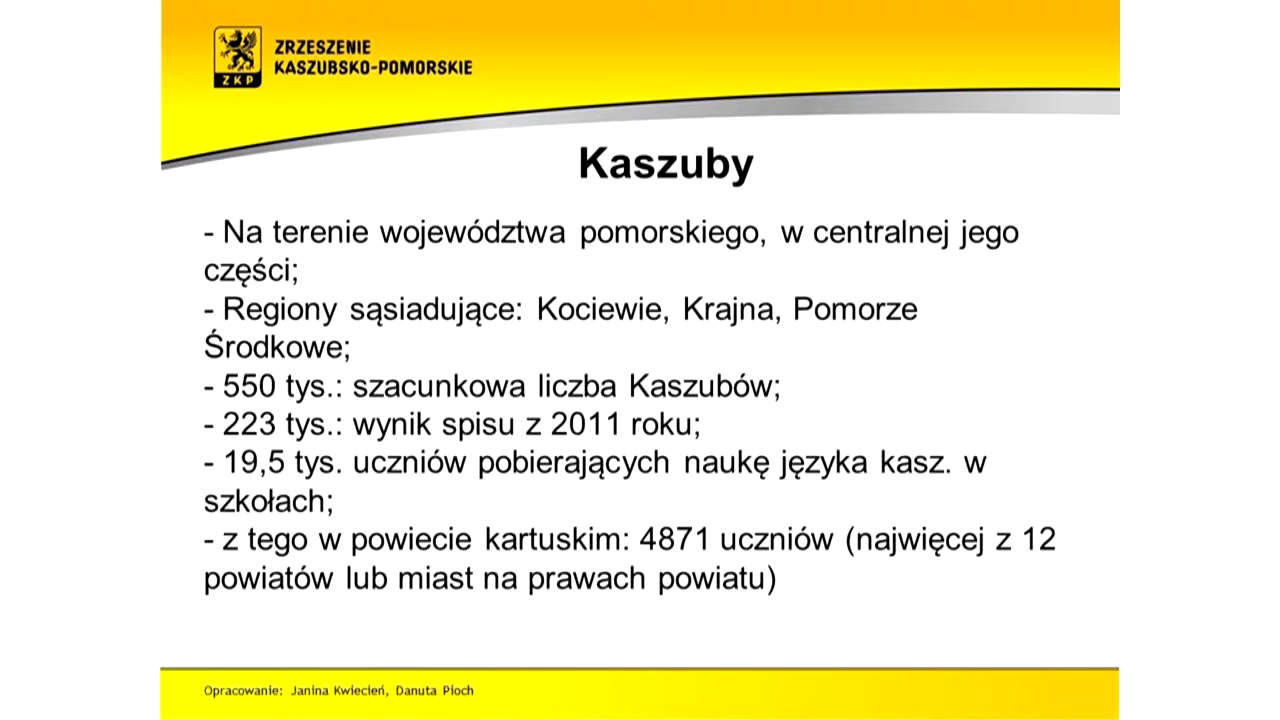 ZKP
ZRZESZENIE
KASZUBSKO-POMORSKIE
Kaszuby
- Na terenie województwa pomorskiego, w centralnej jego
części;
- Regiony sąsiadujące: Kociewie, Krajna, Pomorze
Środkowe;
- 550 tys.: szacunkowa liczba Kaszubów;
- 223 tys.: wynik spisu z 2011 roku;
- 19,5 tys. uczniów pobierających naukę języka kasz. w
szkołach;
- z tego w powiecie kartuskim: 4871 uczniów (najwięcej z 12
powiatów lub miast na prawach powiatu)
Opracowanie: Janina Kwiecień, Danuta Pioch